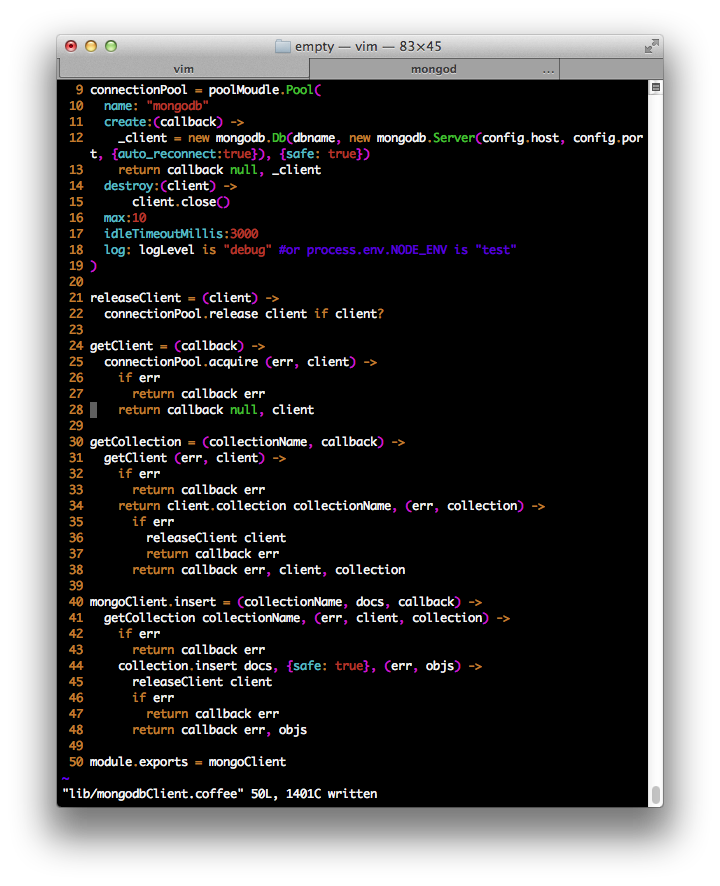 empty — vim — 83×45
vim
mongod
...
9 connectionPool = poolMoudle.Pool(
10   name: "mongodb"
11   create:(callback) ->
12     _client = new mongodb.Db(dbname, new mongodb.Server(config.host, config.por
t, {auto_reconnect:true}), {safe: true})
13     return callback null, _client
14   destroy:(client) ->
15       client.close()
16   max:10
17   idleTimeoutMillis:3000
18   log: logLevel is "debug" #or process.env.NODE_ENV is "test"
19 )
20
21 releaseClient = (client) ->
22   connectionPool.release client if client?
23
24 getClient = (callback) ->
25   connectionPool.acquire (err, client) ->
26     if err
27       return callback err
28     return callback null, client
29
30 getCollection = (collectionName, callback) ->
31   getClient (err, client) ->
32     if err
33       return callback err
34     return client.collection collectionName, (err, collection) ->
35       if err
36         releaseClient client
37         return callback err
38       return callback err, client, collection
39
40 mongoClient.insert = (collectionName, docs, callback) ->
41   getCollection collectionName, (err, client, collection) ->
42     if err
43       return callback err
44     collection.insert docs, {safe: true}, (err, objs) ->
45       releaseClient client
46       if err
47         return callback err
48       return callback err, objs
49
50 module.exports = mongoClient
~
"lib/mongodbClient.coffee" 50L, 1401C written